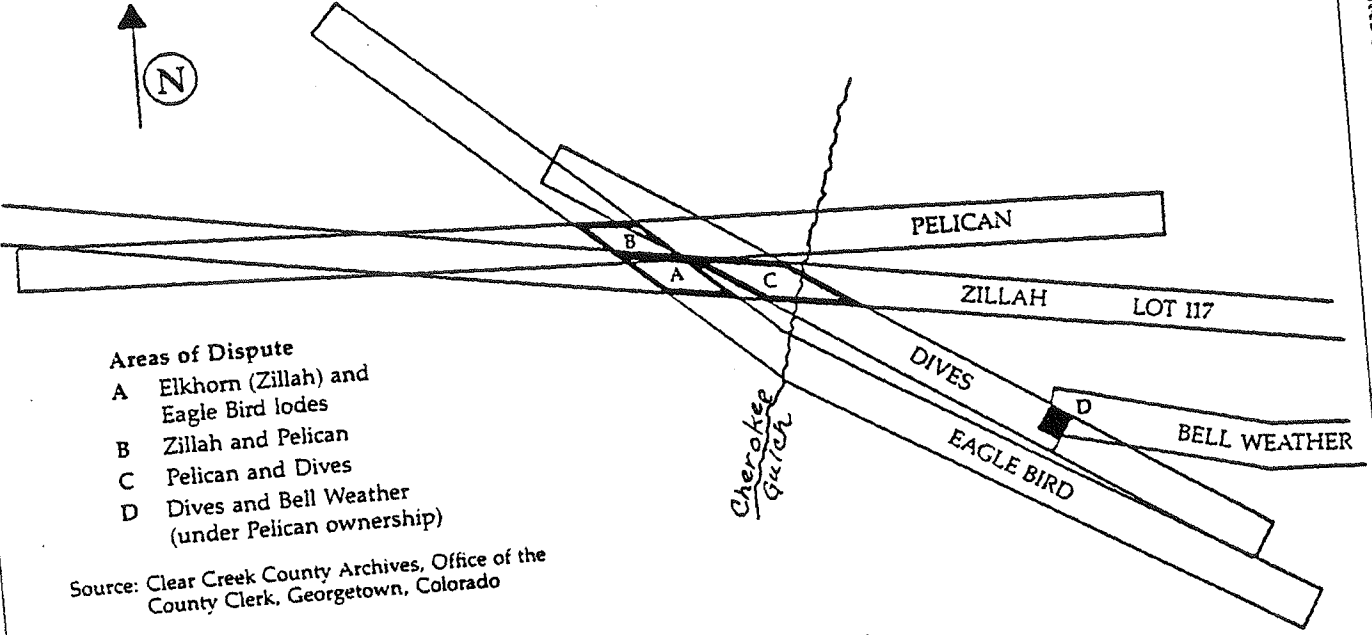 N
B
PELICAN
A
C
ZILLAH
LOT 117
DIVES
D
BELL WEATHER
EAGLE BIRD
Cherokee
Gulch
Areas of Dispute
A Elkhorn (Zillah) and
Eagle Bird lodes
B Zillah and Pelican
C Pelican and Dives
D Dives and Bell Weather
(under Pelican ownership)
Source: Clear Creek County Archives, Office of the
County Clerk, Georgetown, Colorado